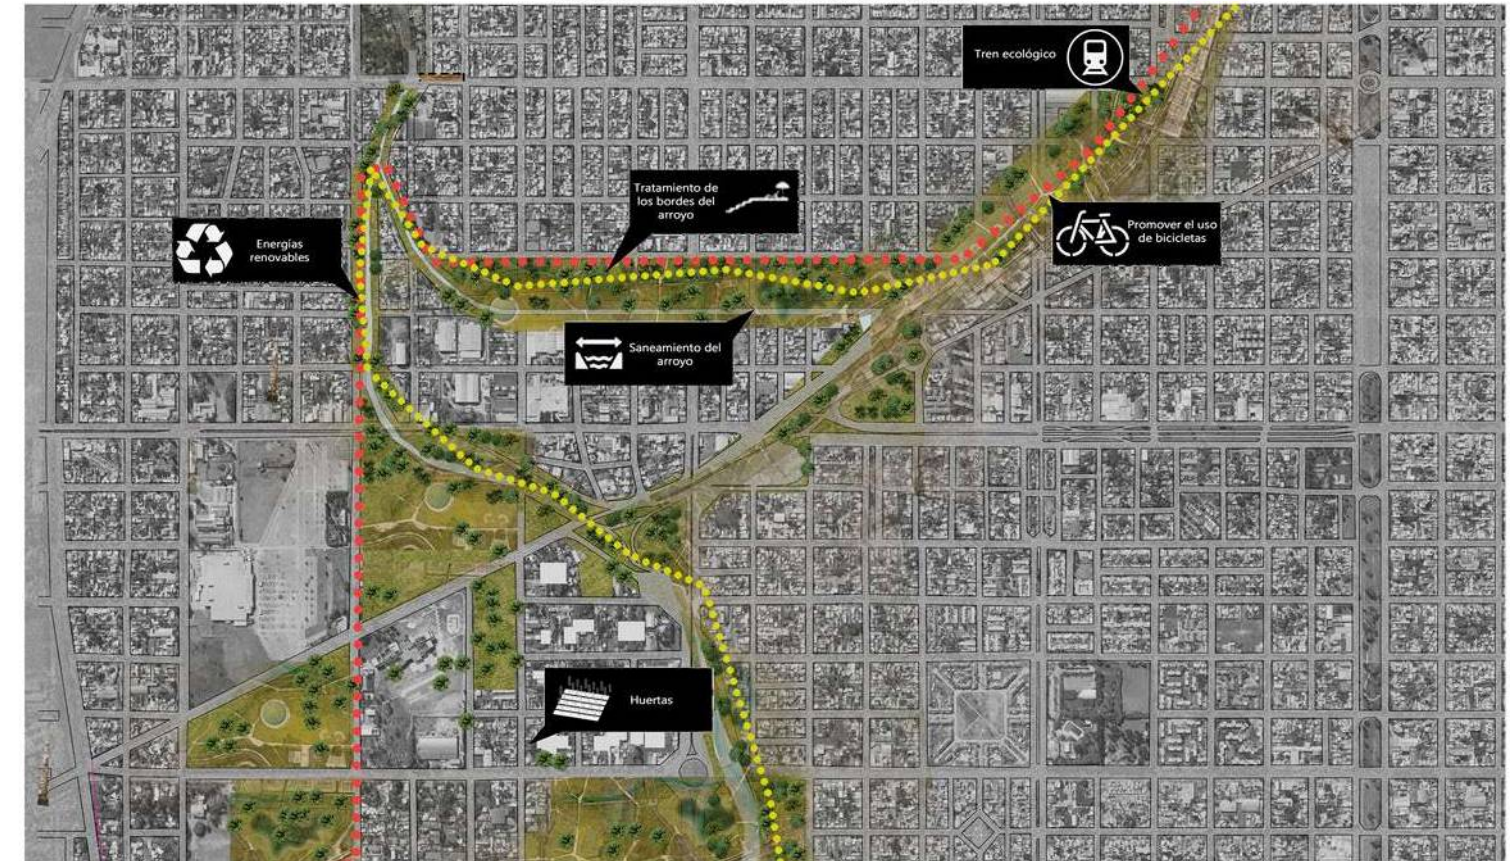 Tren ecológico
Tratamiento de
los bordes del
arroyo
Promover el uso
de bicicletas
Energías
renovables
Saneamiento del
arroyo
Huertas